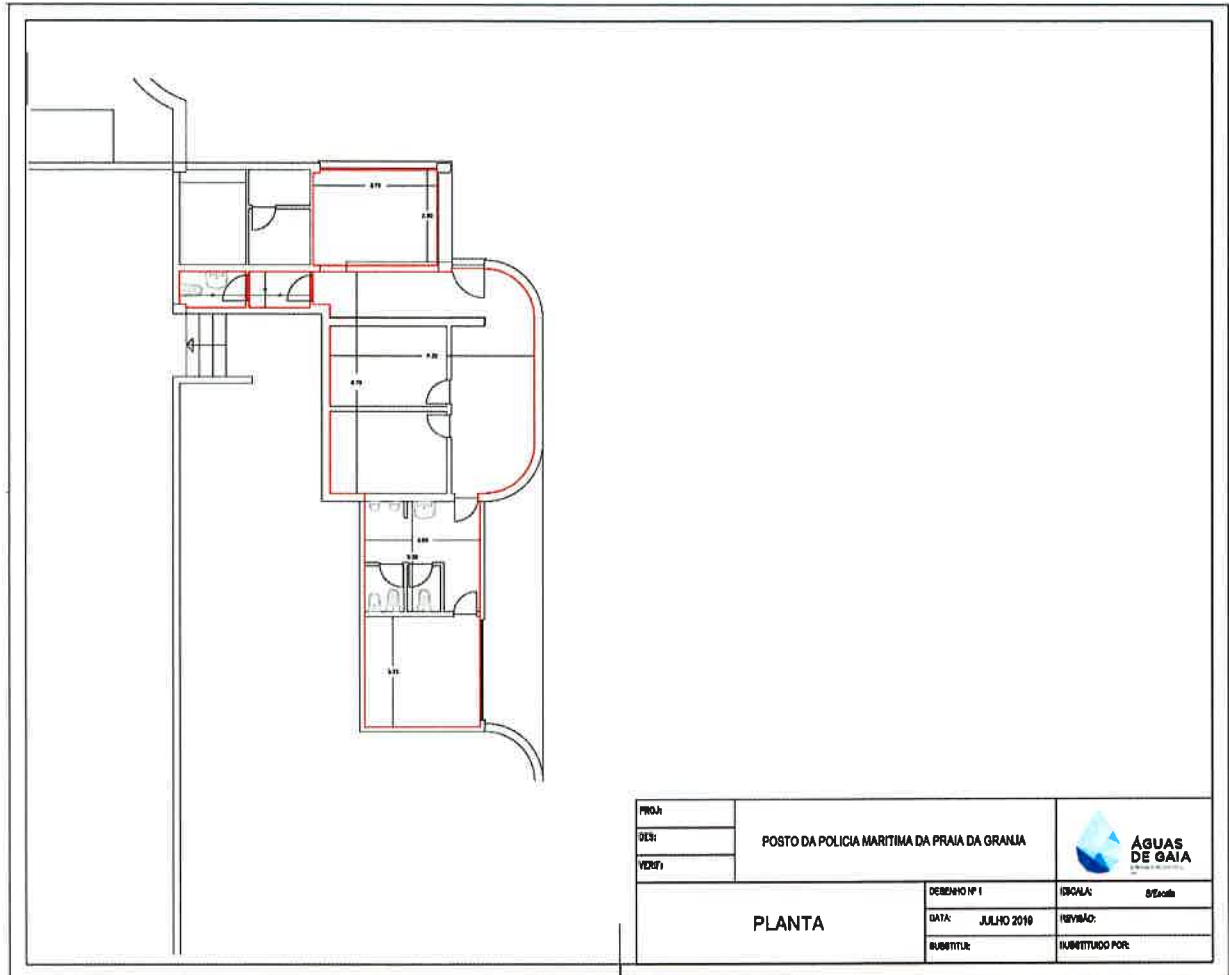 PROJ:
DES:
VERIF:
POSTO DA POLICIA MARITIMA DA PRAIA DA GRANJA
ÁGUAS
DE GAIA
PLANTA
DESENHO Nº 1
ESCALA: S/Escala
DATA: JULHO 2019
REVISÃO:
SUBSTITUI:
SUBSTITUIDO POR: